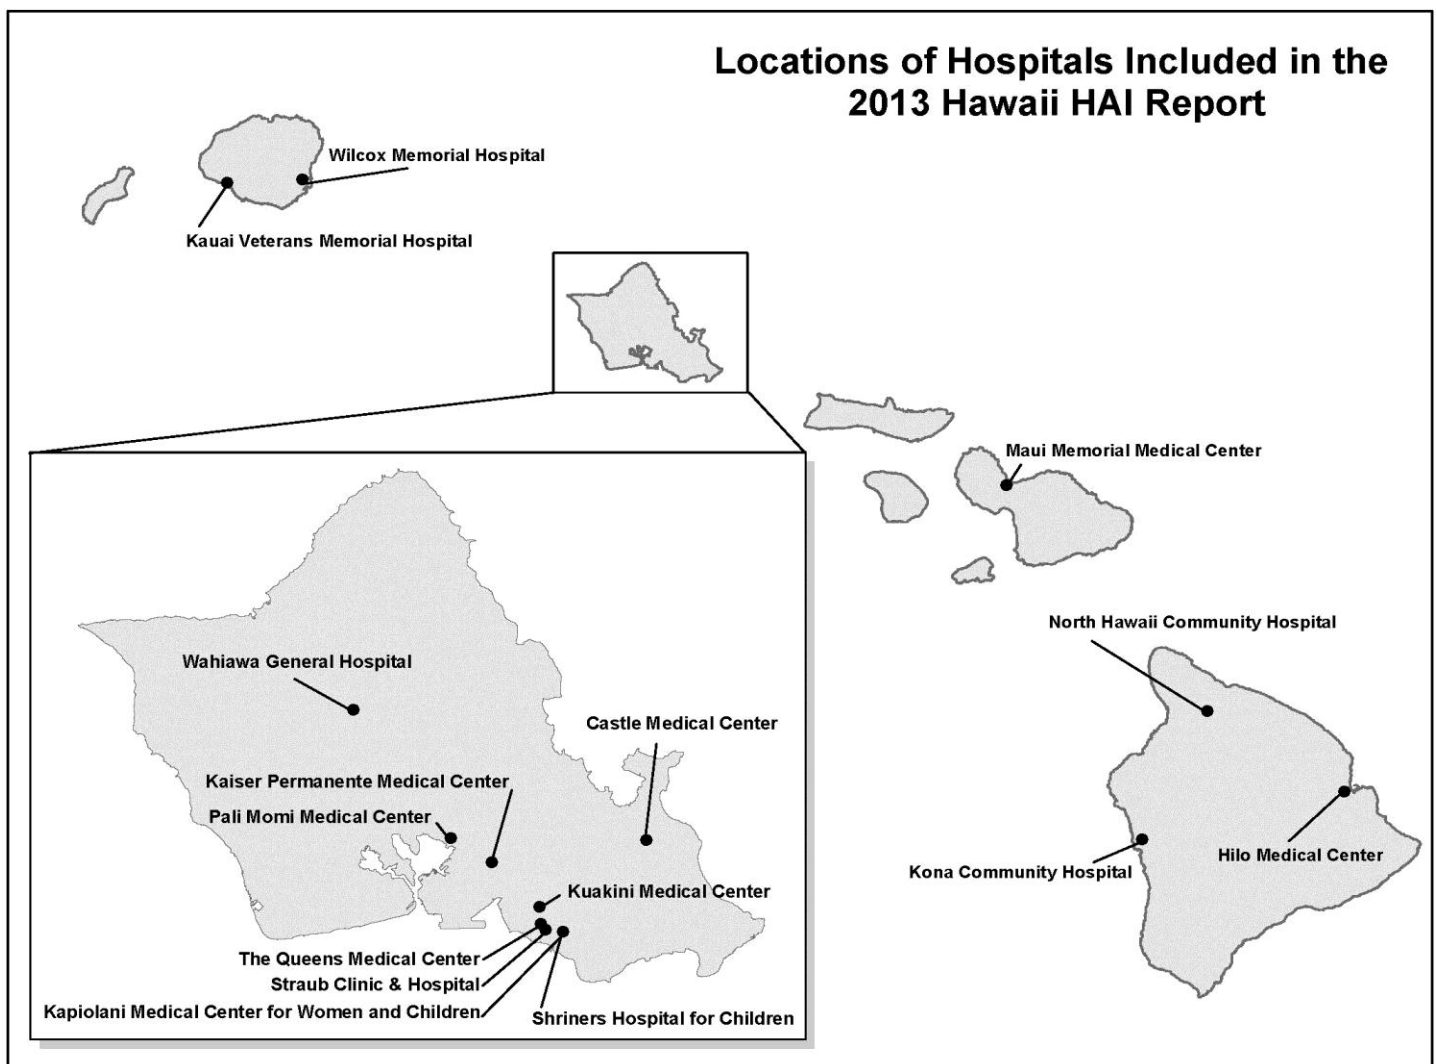 Locations of Hospitals Included in the
2013 Hawaii HAI Report
Wilcox Memorial Hospital
Kauai Veterans Memorial Hospital
Maui Memorial Medical Center
North Hawaii Community Hospital
Hilo Medical Center
Kona Community Hospital
Wahiawa General Hospital
Castle Medical Center
Kaiser Permanente Medical Center
Pali Momi Medical Center
Kuakini Medical Center
The Queens Medical Center
Straub Clinic & Hospital
Kapiolani Medical Center for Women and Children
Shriners Hospital for Children